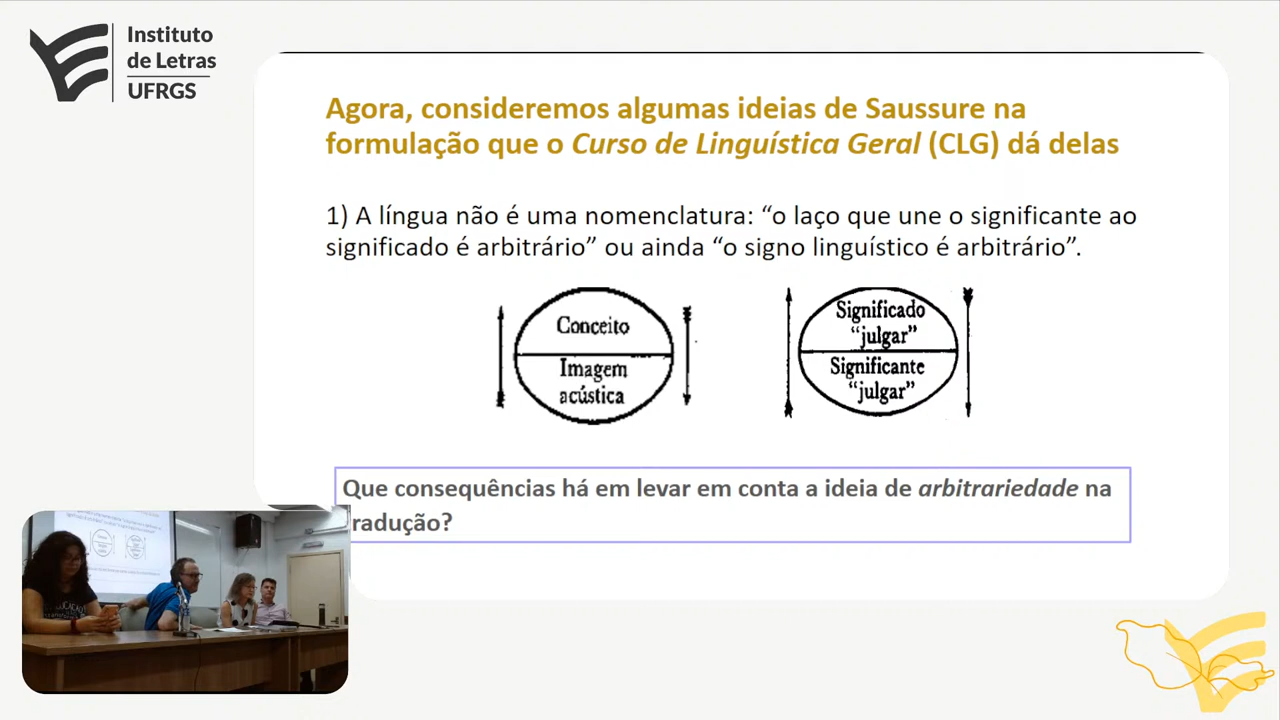 Instituto
de Letras
UFRGS
Agora, consideremos algumas ideias de Saussure na
formulação que o Curso de Linguística Geral (CLG) dá delas
1) A língua não é uma nomenclatura: “o laço que une o significante ao
significado é arbitrário” ou ainda “o signo linguístico é arbitrário”.
Conceito
Imagem
acústica
Significado
“julgar”
Significante
“julgar”
Que consequências há em levar em conta a ideia de arbitrariedade na
radução?